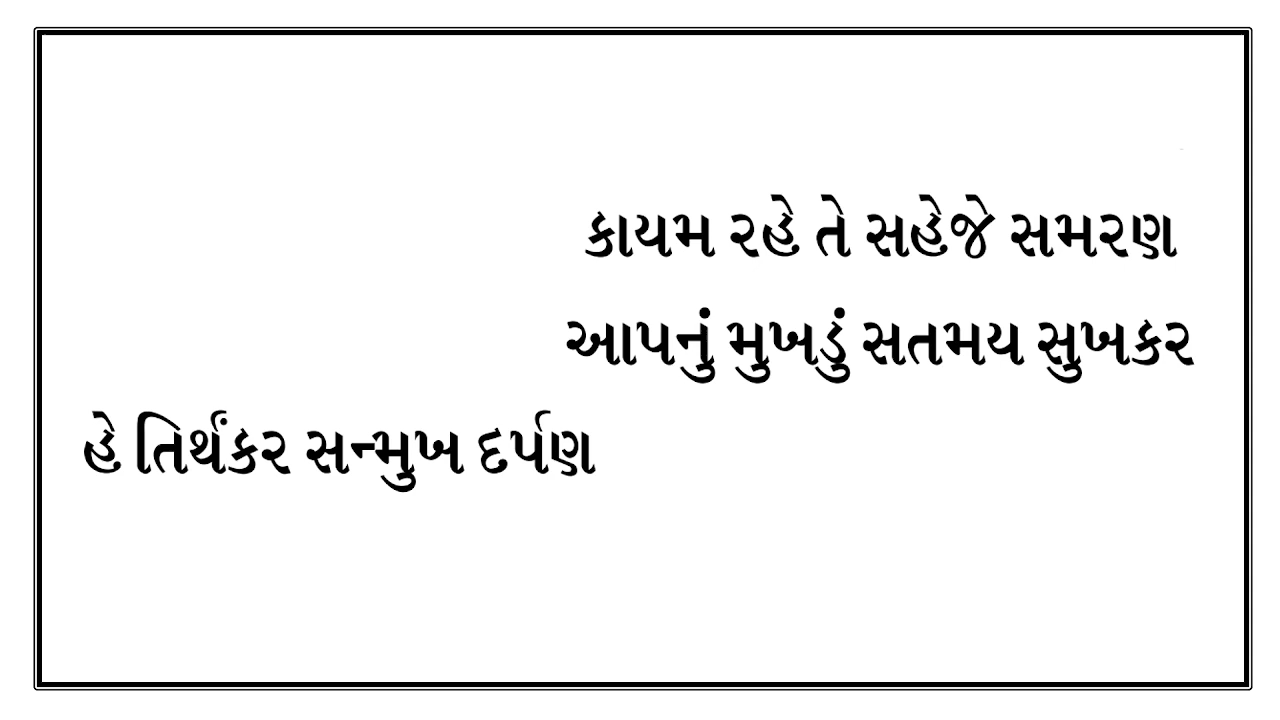 કાયમ રહે તે સહેજે સમરણ
આપનું મુખડું સતમય સુખકર
હે તિર્થંકર સન્મુખ દર્પણ